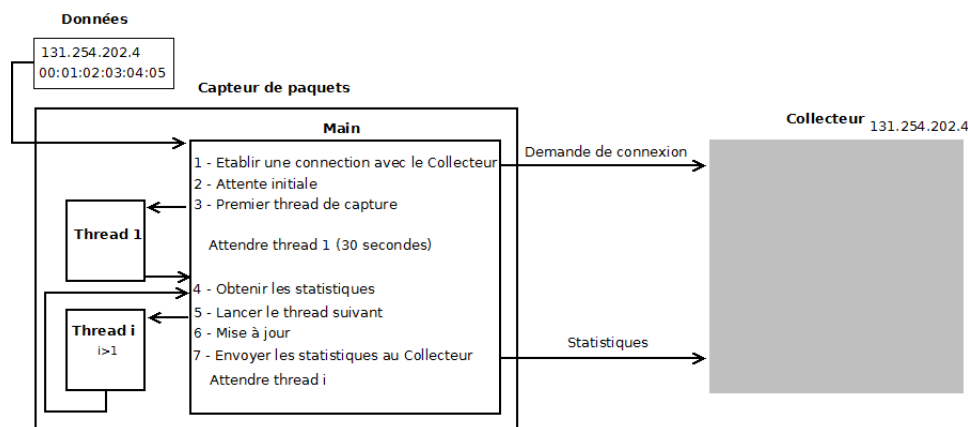 Données
131.254.202.4
00:01:02:03:04:05
Capteur de paquets
Main
1 - Etablir une connection avec le Collecteur
2 - Attente initiale
3 - Premier thread de capture
Attendre thread 1 (30 secondes)
4 - Obtenir les statistiques
5 - Lancer le thread suivant
6 - Mise à jour
7 - Envoyer les statistiques au Collecteur
Attendre thread i
Thread 1
Thread i
i>1
Demande de connexion
Statistiques
Collecteur 131.254.202.4